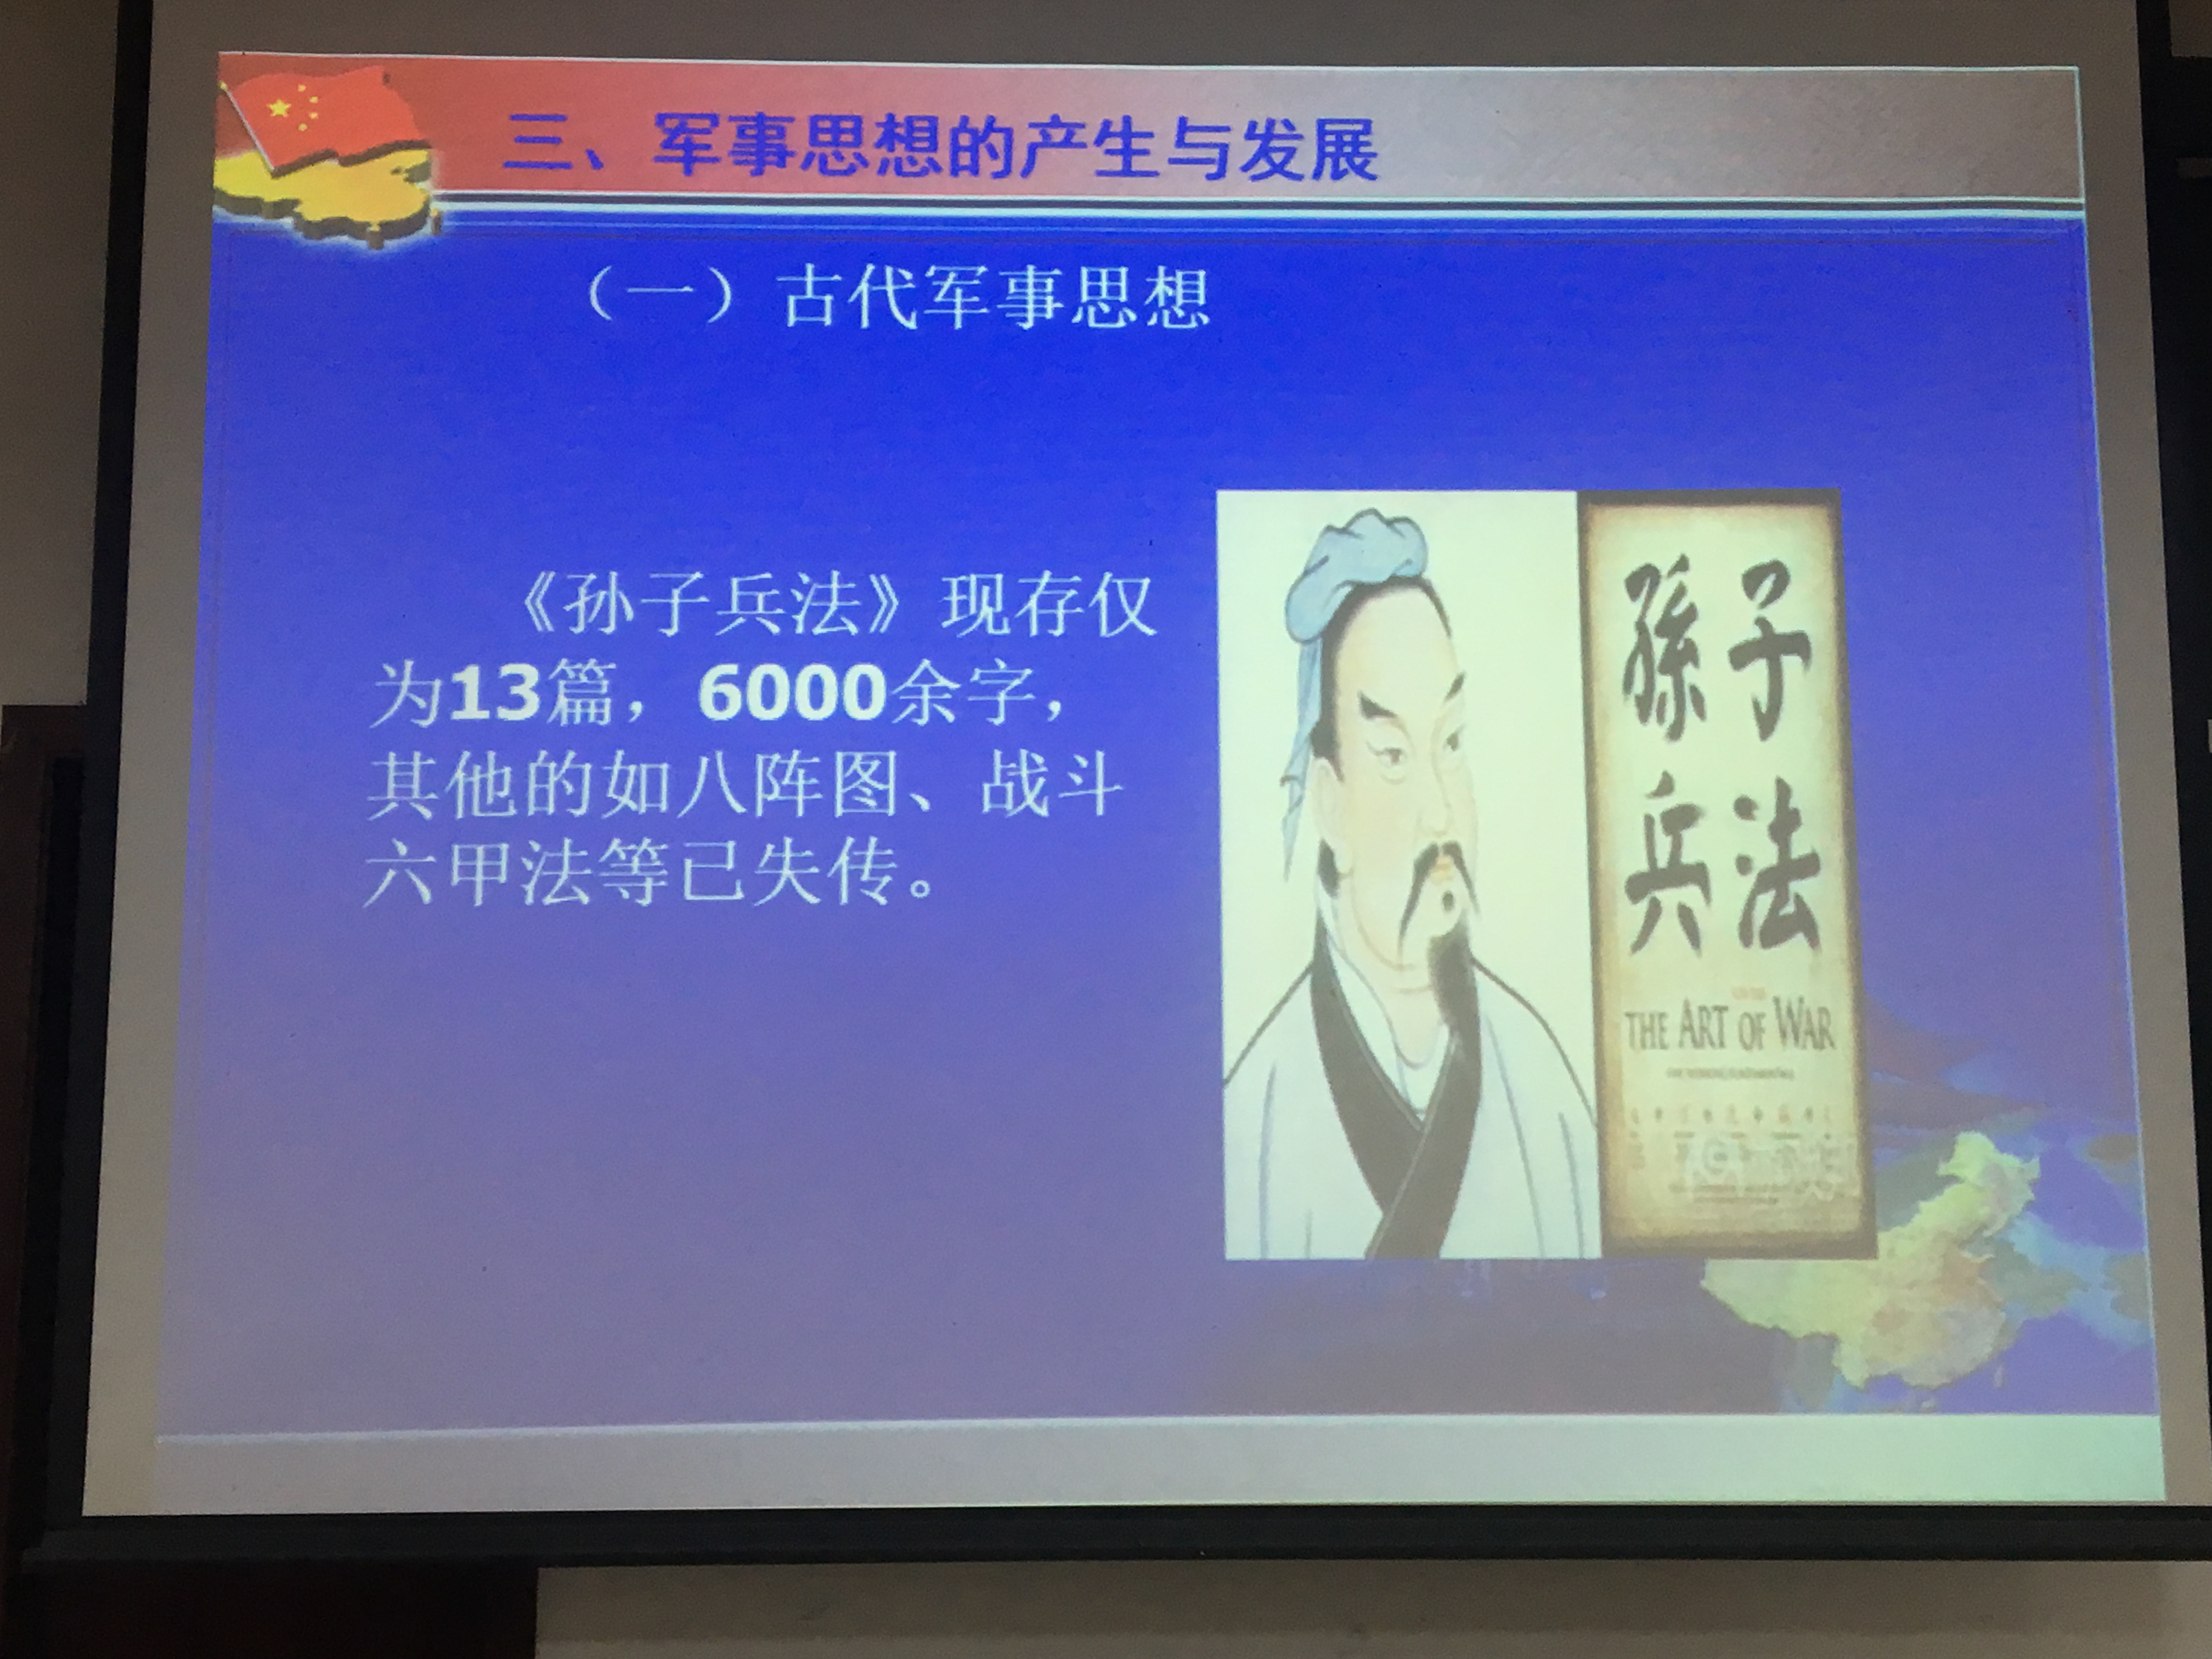 三、军事思想的产生与发展
（一）古代军事思想
《孙子兵法》现存仅
为13篇，6000余字，
其他的如八阵图、战斗
六甲法等已失传。
孫子
兵法
THE ART OF WAR